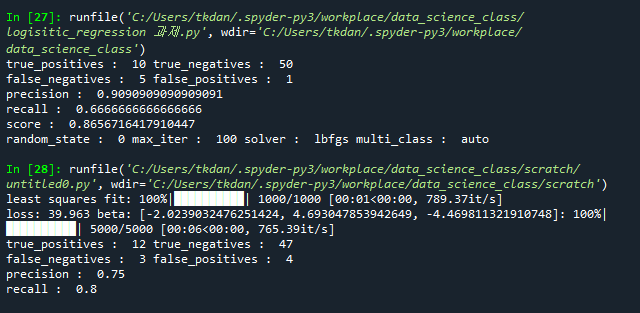 In [27]: runfile('C:/Users/tkdan/.spyder-py3/workplace/data_science_class/
logisitic_regression 과제.py', wdir='C:/Users/tkdan/.spyder-py3/workplace/
data_science_class')
true_positives :  10 true_negatives :  50
false_negatives :  5 false_positives :  1
precision :  0.9090909090909091
recall :  0.6666666666666666
score :  0.8656716417910447
random_state :  0 max_iter :  100 solver :  lbfgs multi_class :  auto
In [28]: runfile('C:/Users/tkdan/.spyder-py3/workplace/data_science_class/scratch/
untitled0.py', wdir='C:/Users/tkdan/.spyder-py3/workplace/data_science_class/scratch')
least squares fit: 100%|██████████| 1000/1000 [00:01<00:00, 789.37it/s]
loss: 39.963 beta: [-2.0239032476251424, 4.693047853942649, -4.469811321910748]: 100%|
██████████| 5000/5000 [00:06<00:00, 765.39it/s]
true_positives :  12 true_negatives :  47
false_negatives :  3 false_positives :  4
precision :  0.75
recall :  0.8